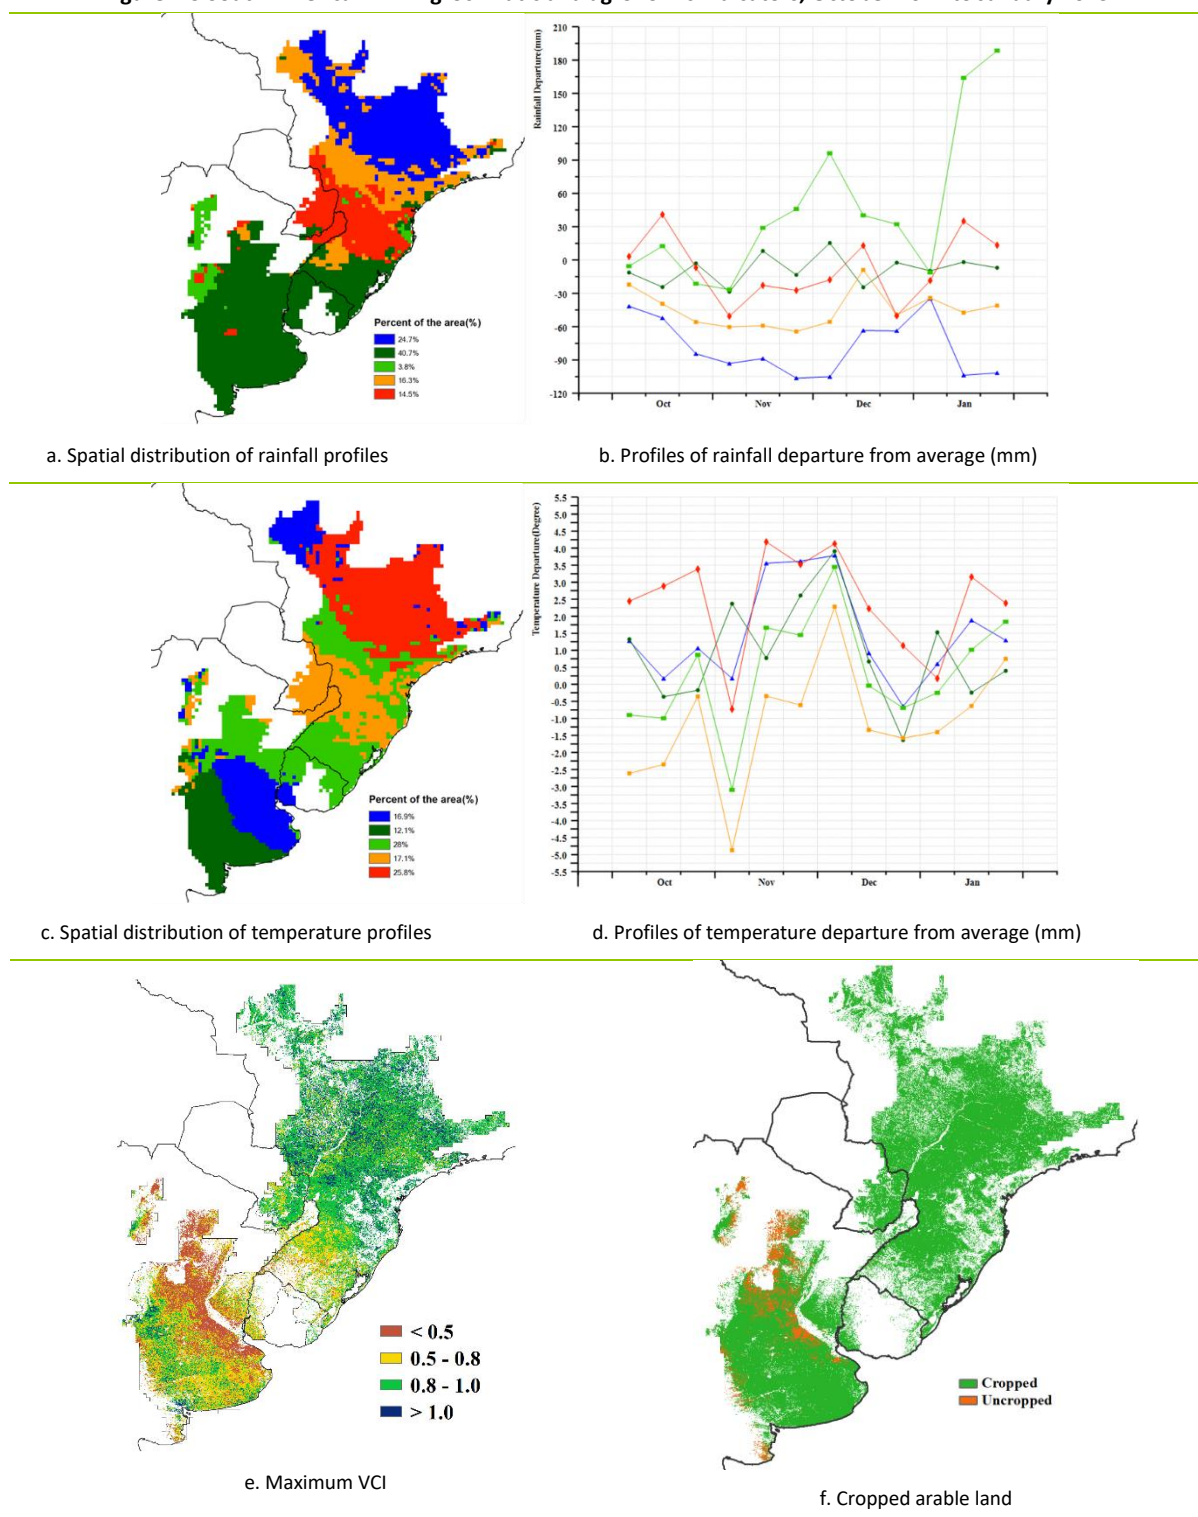 Rainfall Departure(mm)
210
180
150
120
90
60
30
0
-30
-60
-90
-120
Oct
Nov
Dec
Jan
Percent of the area(%)
24.7%
40.7%
3.8%
16.3%
14.5%
a. Spatial distribution of rainfall profiles
b. Profiles of rainfall departure from average (mm)
Temperature Departure(Degree)
5.5
5.0
4.5
4.0
3.5
3.0
2.5
2.0
1.5
1.0
0.5
0.0
-0.5
-1.0
-1.5
-2.0
-2.5
-3.0
-3.5
-4.0
-4.5
-5.0
-5.5
Oct
Nov
Dec
Jan
Percent of the area(%)
16.9%
12.1%
28%
17.1%
25.8%
c. Spatial distribution of temperature profiles
d. Profiles of temperature departure from average (mm)
< 0.5
0.5 - 0.8
0.8 - 1.0
> 1.0
Cropped
Uncropped
e. Maximum VCI
f. Cropped arable land